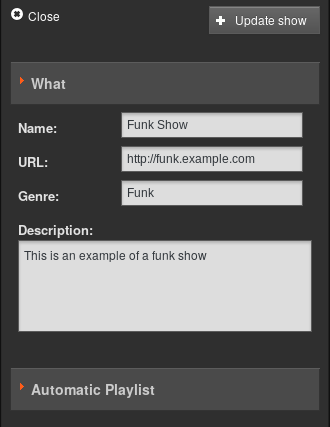 Close
Update show
What
Name: Funk Show
URL: http://funk.example.com
Genre: Funk
Description:
This is an example of a funk show
Automatic Playlist